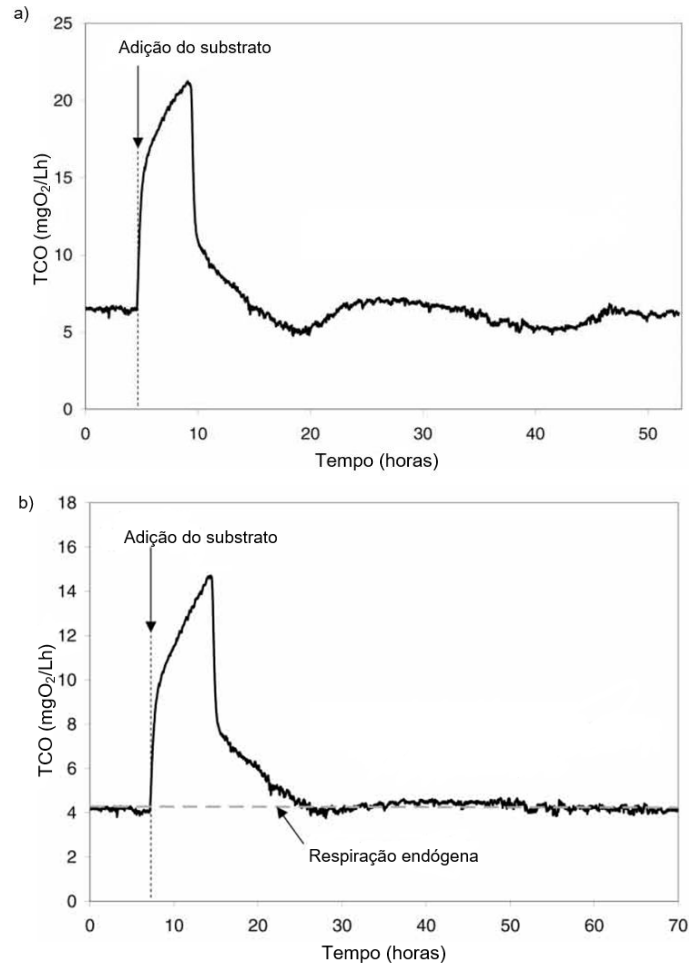 a)
25
Adição do substrato
20
15
10
5
0
TCO (mgO₂/Lh)
0 10 20 30 40 50
Tempo (horas)
b)
18
Adição do substrato
16
14
12
10
8
6
4
2
0
TCO (mgO₂/Lh)
Respiração endógena
0 10 20 30 40 50 60 70
Tempo (horas)